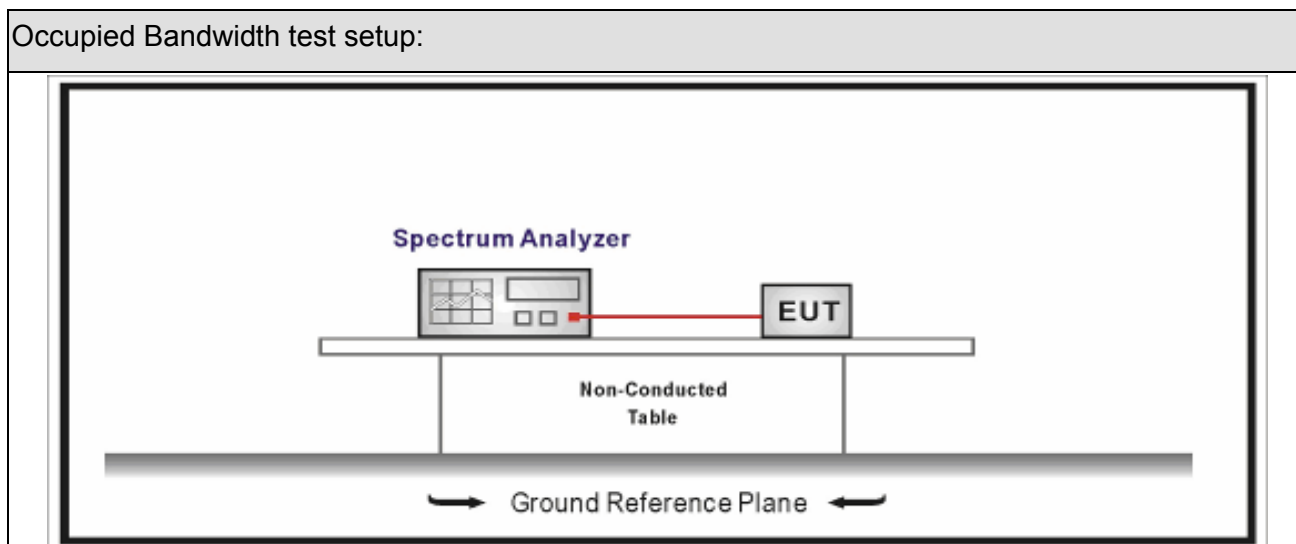 Occupied Bandwidth test setup:
Spectrum Analyzer
EUT
Non-Conducted
Table
Ground Reference Plane